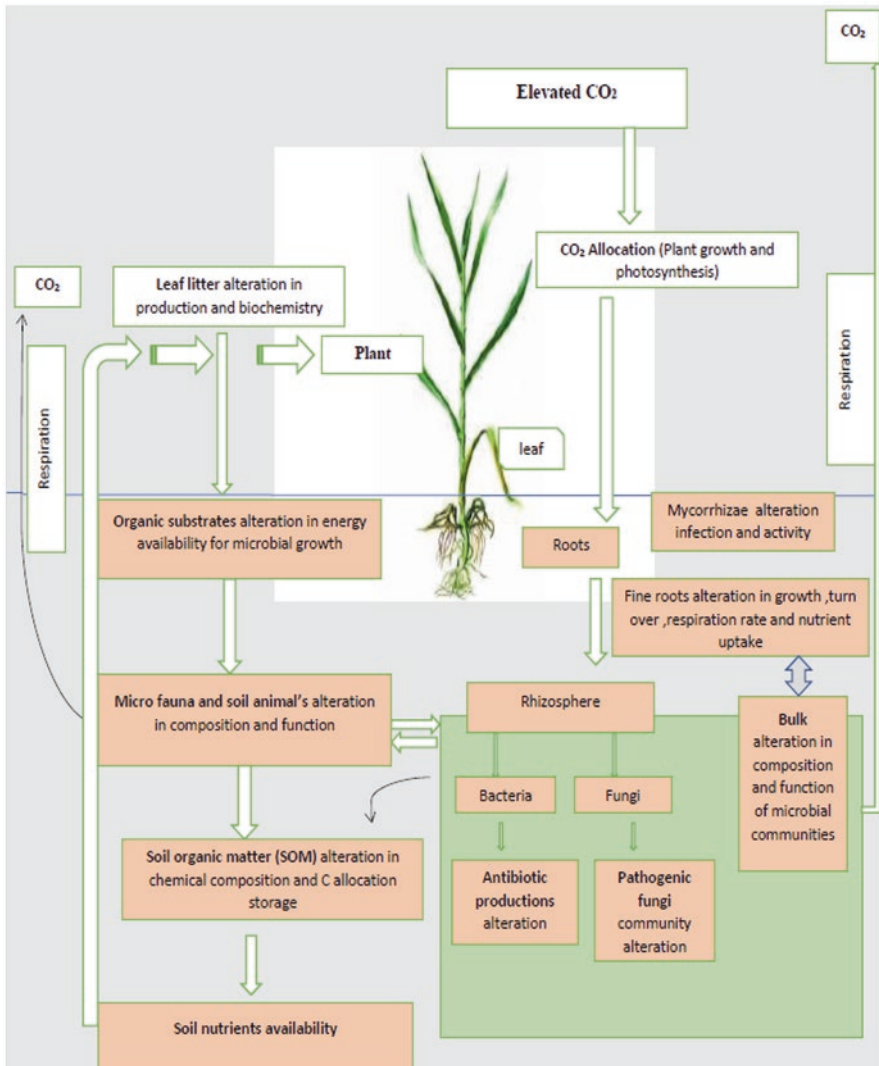 CO₂
Elevated CO₂
CO₂ Allocation (Plant growth and
photosynthesis)
CO₂
Leaf litter alteration in
production and biochemistry
Plant
Respiration
Respiration
leaf
Organic substrates alteration in energy
availability for microbial growth
Roots
Mycorrhizae alteration
infection and activity
Fine roots alteration in growth ,turn
over ,respiration rate and nutrient
uptake
Micro fauna and soil animal's alteration
in composition and function
Rhizosphere
Bulk
alteration in
composition
and function
of microbial
communities
Bacteria
Fungi
Soil organic matter (SOM) alteration in
chemical composition and C allocation
storage
Antibiotic
productions
alteration
Pathogenic
fungi
community
alteration
Soil nutrients availability